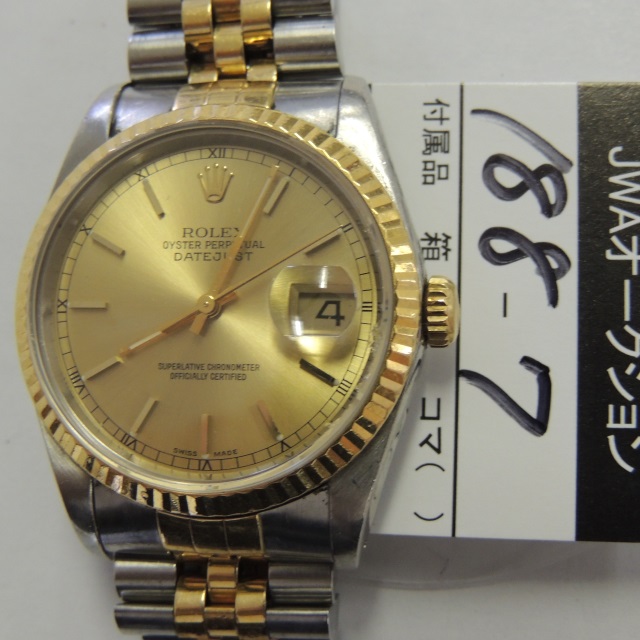 XII
ROLEX
OYSTER PERPETUAL
DATEJUST
4
SUPERLATIVE CHRONOMETER
OFFICIALLY CERTIFIED
SWISS MADE
JWAオークション
188-7
付属品 箱
コマ( )